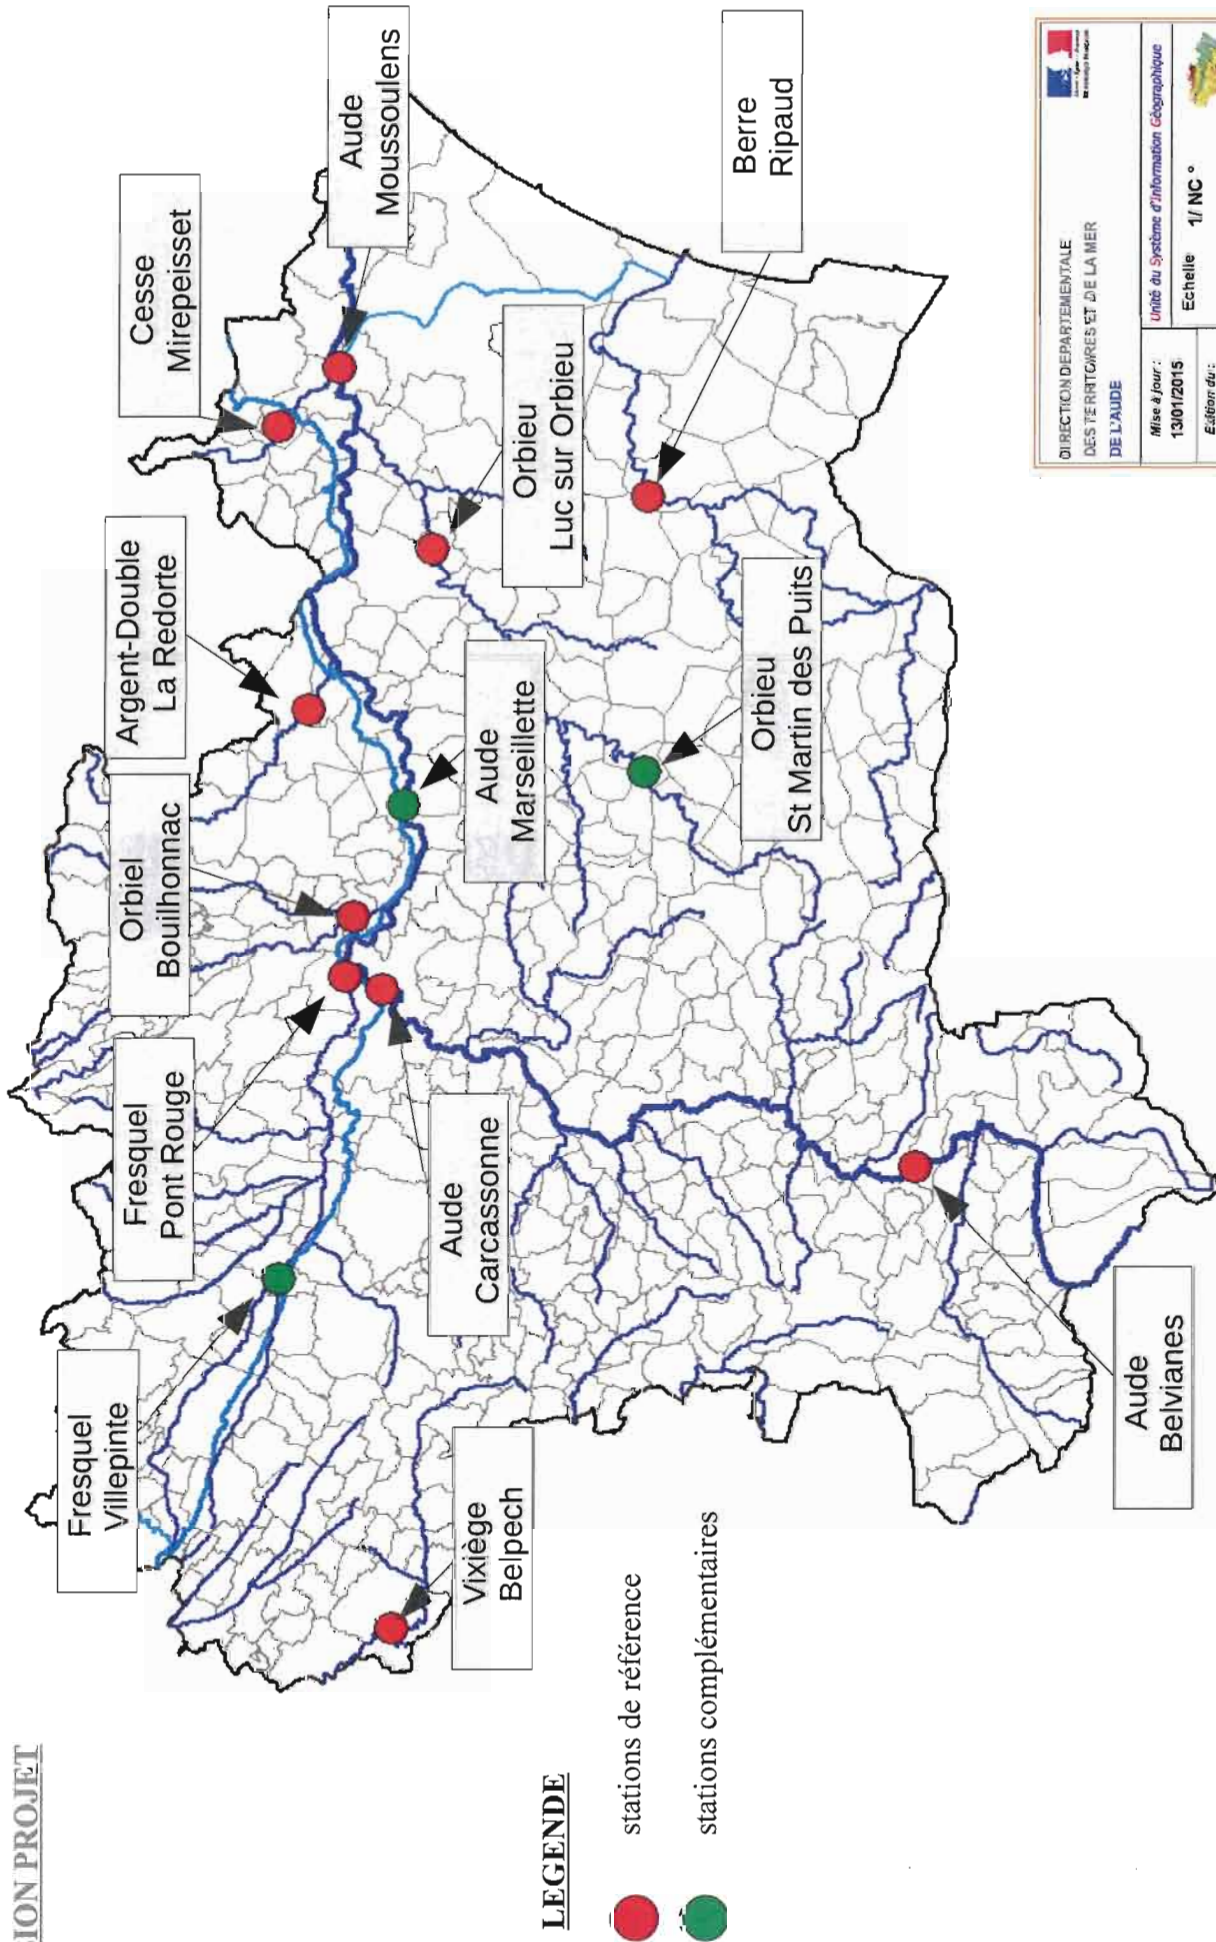 ION PROJET
Fresquel
Villepinte
Fresquel
Pont Rouge
Orbiel
Bouilhonnac
Argent-Double
La Redorte
Cesse
Mirepeisset
Aude
Moussoulens
Vixiège
Belpech
Aude
Carcassonne
Aude
Marseillette
Orbieu
Luc sur Orbieu
Berre
Ripaud
Orbieu
St Martin des Puits
Aude
Belvianes
LEGENDE
stations de référence
stations complémentaires
DIRECTION DEPARTEMENTALE
DES TERRITOIRES ET DE LA MER
DE L'AUDE
Mise à jour :
13/01/2015
Unité du Système d'Information Géographique
Echelle 1/ NC °
Edition du :